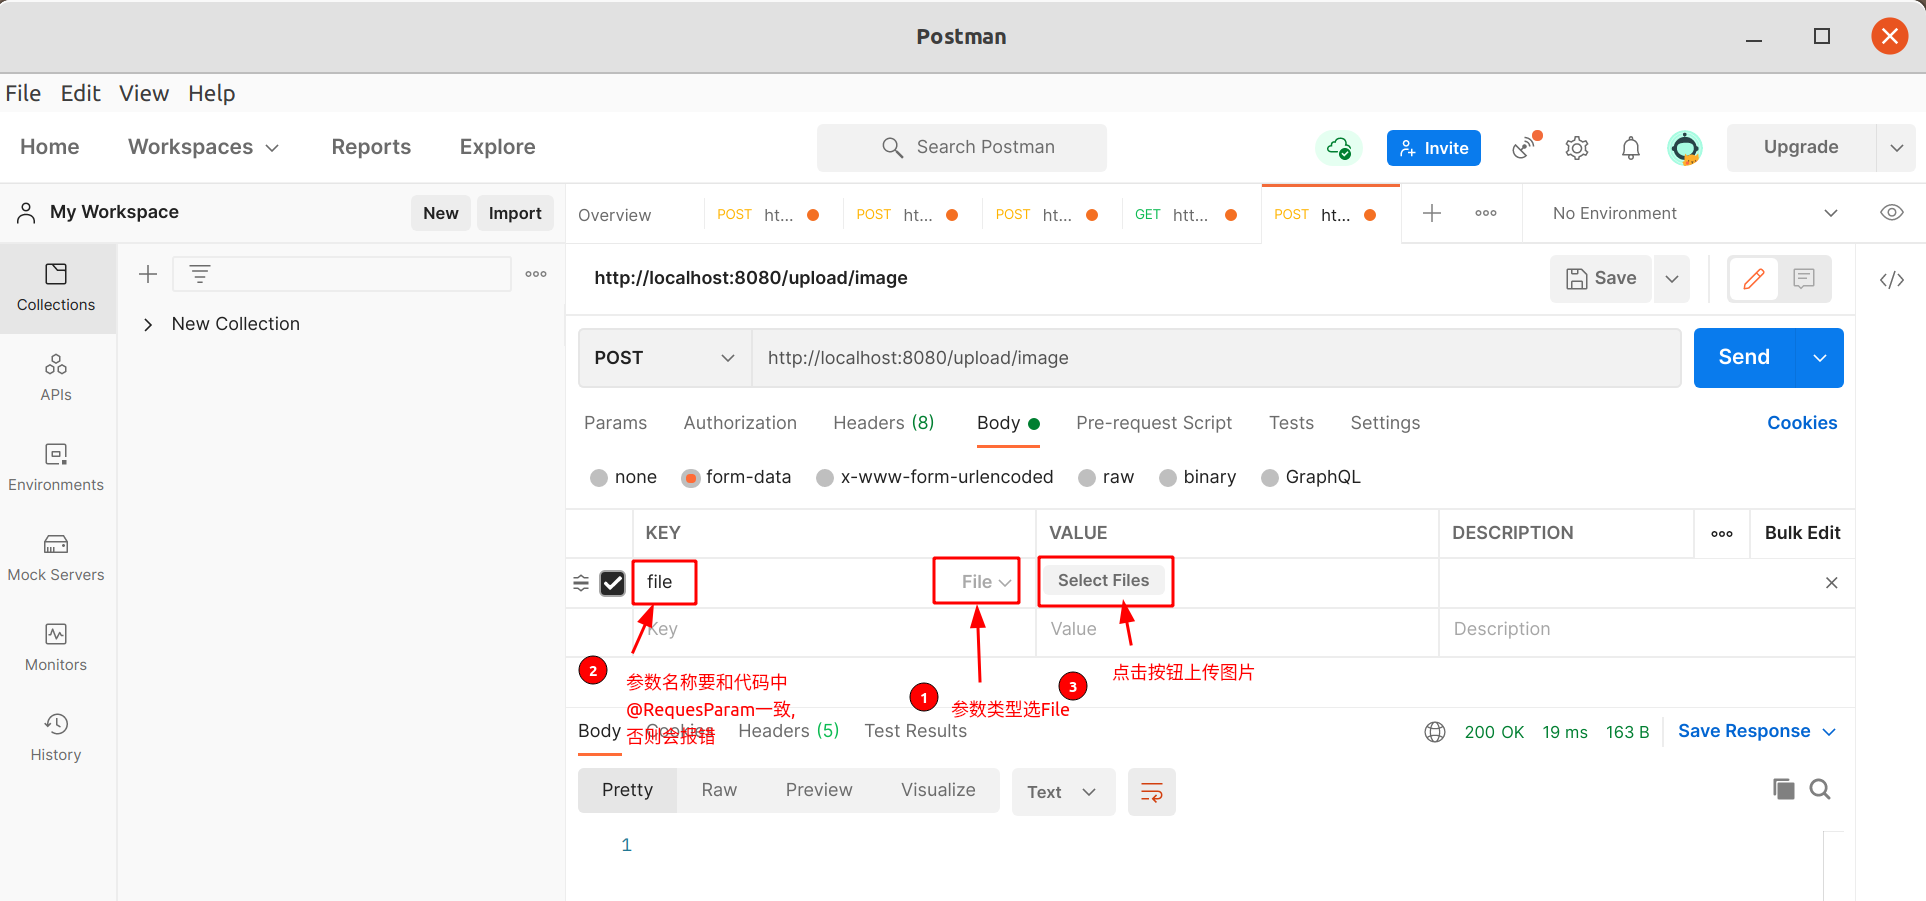 Postman
File Edit View Help
Home Workspaces Reports Explore Search Postman Invite Upgrade
My Workspace New Import Overview POST ht... POST ht... POST ht... GET htt... POST ht... No Environment
Collections
New Collection
APIs
Environments
Mock Servers
Monitors
History
http://localhost:8080/upload/image Save
POST http://localhost:8080/upload/image Send
Params Authorization Headers (8) Body Pre-request Script Tests Settings Cookies
none form-data x-www-form-urlencoded raw binary GraphQL
KEY VALUE DESCRIPTION Bulk Edit
file File Select Files
Key Value Description
2 参数名称要和代码中
@RequesParam一致,
否则会报错
1 参数类型选File
3 点击按钮上传图片
Body Cookies Headers (5) Test Results 200 OK 19 ms 163 B Save Response
Pretty Raw Preview Visualize Text
1